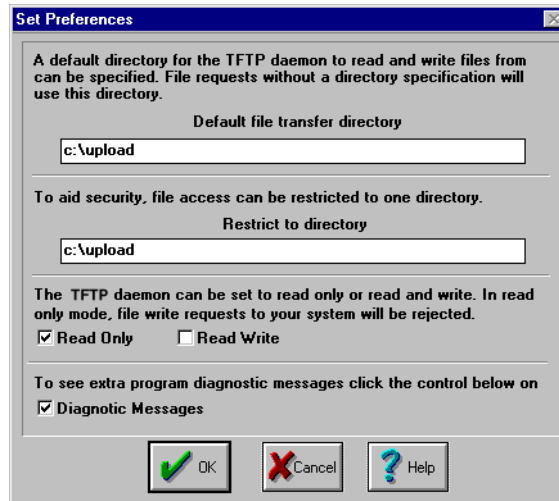 Set Preferences
A default directory for the TFTP daemon to read and write files from
can be specified. File requests without a directory specification will
use this directory.
Default file transfer directory
c:\upload
To aid security, file access can be restricted to one directory.
Restrict to directory
c:\upload
The TFTP daemon can be set to read only or read and write. In read
only mode, file write requests to your system will be rejected.
Read Only Read Write
To see extra program diagnostic messages click the control below on
Diagnotic Messages
OK Cancel Help